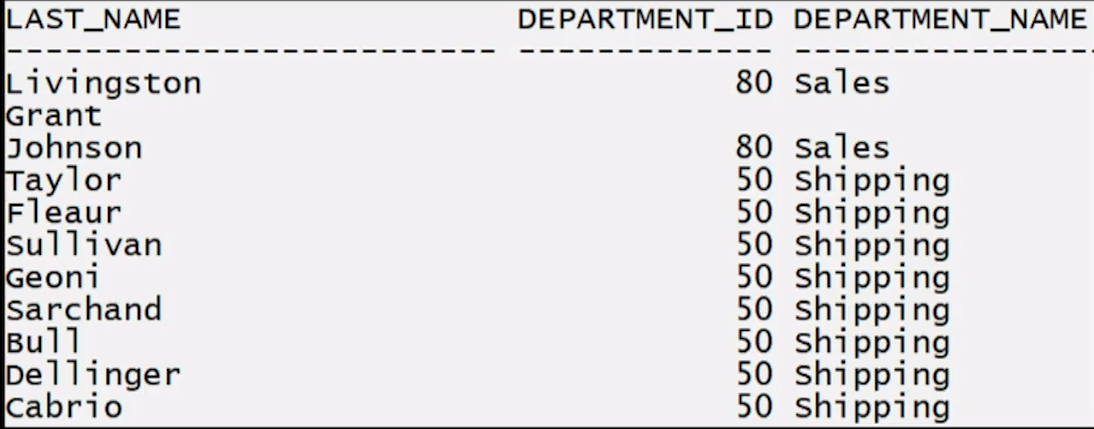 LAST_NAME DEPARTMENT_ID DEPARTMENT_NAME
-------------------------- ------------- ----------------
Livingston 80 Sales
Grant
Johnson 80 Sales
Taylor 50 Shipping
Fleaur 50 Shipping
Sullivan 50 Shipping
Geoni 50 Shipping
Sarchand 50 Shipping
Bull 50 Shipping
Dellinger 50 Shipping
Cabrio 50 Shipping